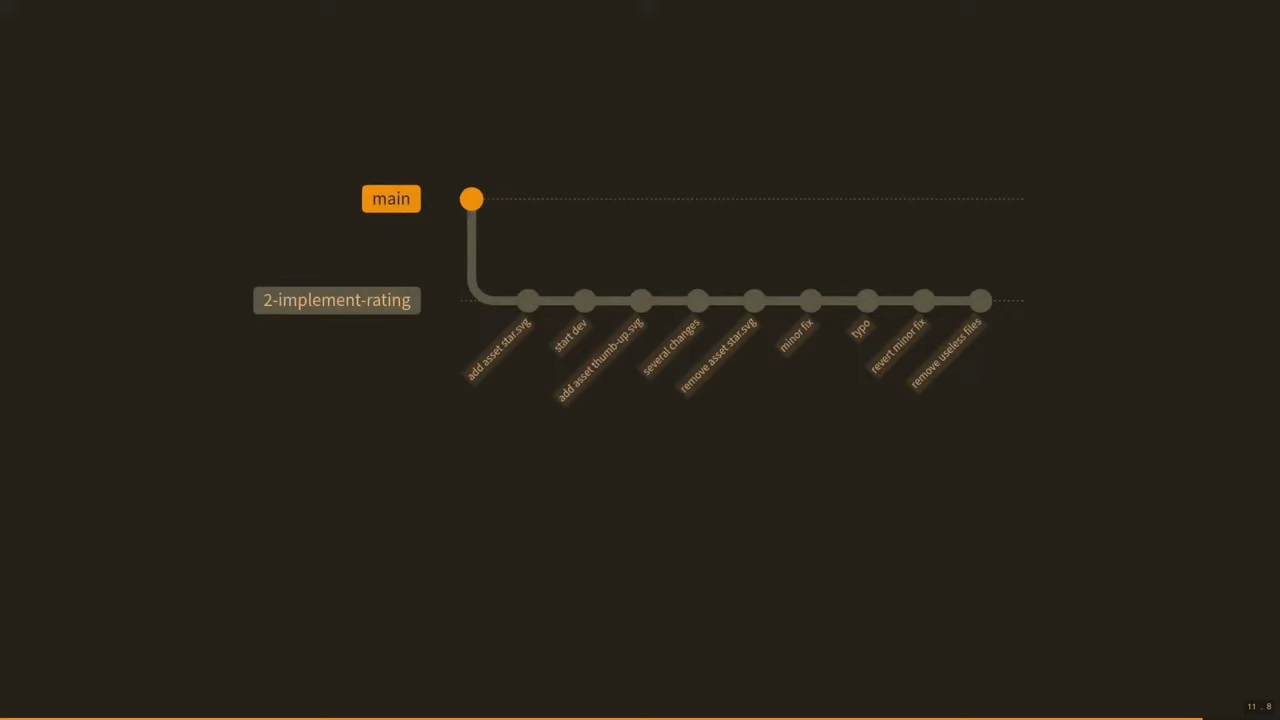 main
2-implement-rating
add asset star.svg
start dev
add asset thumb-up.svg
several changes
remove asset star.svg
minor fix
typo
revert minor fix
remove useless files
11 . 8